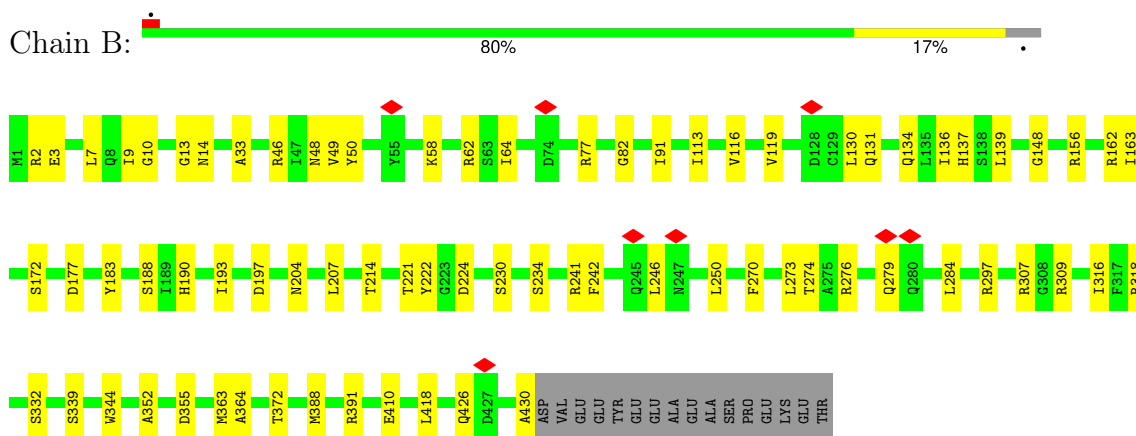 Chain B:
80% 17%
M1 R2 E3 L7 Q8 I9 G10 G13 N14 A33 R46 I47 N48 V49 Y50 Y55 K58 R62 S63 I64 D74 R77 G82 I91 I113 V116 V119 D128 C129 L130 Q131 Q134 L135 I136 H137 S138 L139 G148 R156 R162 I163
S172 D177 Y183 S188 I189 H190 I193 D197 N204 L207 T214 T221 Y222 G223 D224 S230 S234 R241 F242 Q245 L246 N247 L250 F270 L273 T274 A275 R276 Q279 Q280 L284 R297 R307 G308 R309 I316 F317 R318
S332 S339 W344 A352 D355 M363 A364 T372 M388 R391 E410 L418 Q426 D427 A430 ASP VAL GLU GLU TYR GLU GLU ALA GLU ALA SER PRO GLU LYS GLU THR